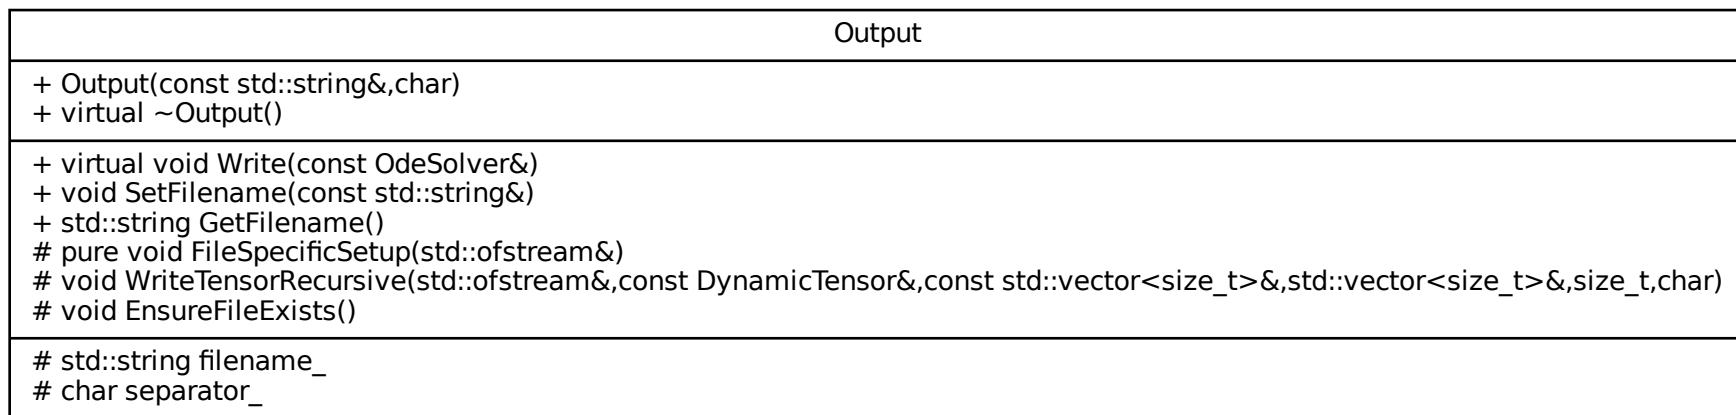 Output
+ Output(const std::string&,char)
+ virtual ~Output()
+ virtual void Write(const OdeSolver&)
+ void SetFilename(const std::string&)
+ std::string GetFilename()
# pure void FileSpecificSetup(std::ofstream&)
# void WriteTensorRecursive(std::ofstream&,const DynamicTensor&,const std::vector<size_t>&,std::vector<size_t>&,size_t,char)
# void EnsureFileExists()
# std::string filename_
# char separator_